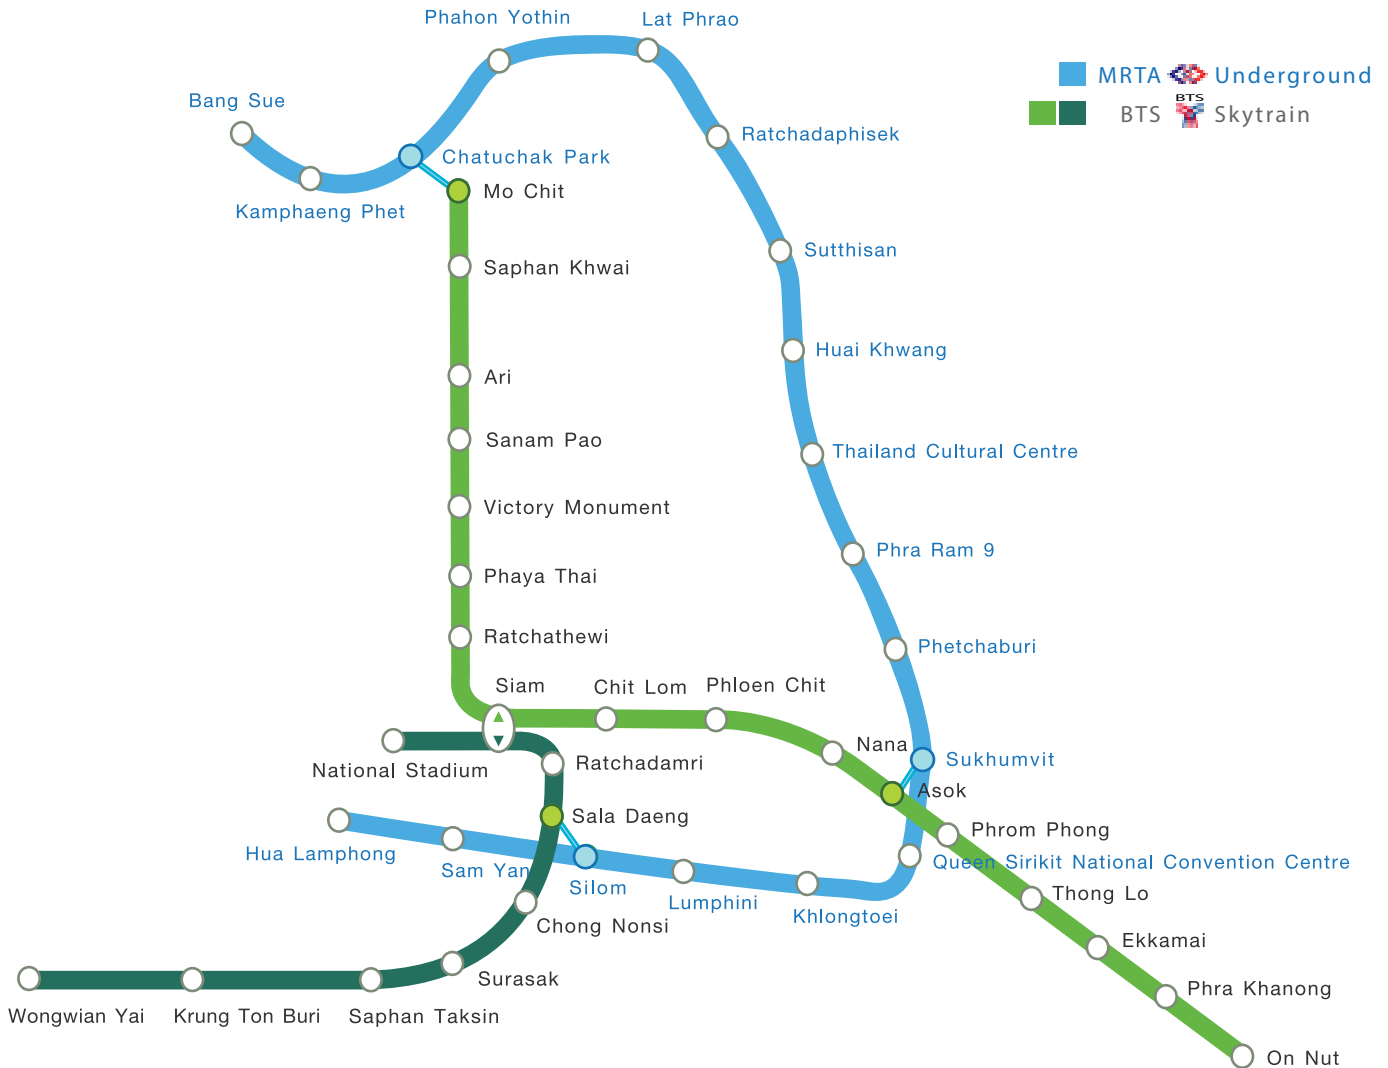 Phahon Yothin
Lat Phrao
MRTA Underground
BTS
BTS Skytrain
Bang Sue
Ratchadaphisek
Chatuchak Park
Mo Chit
Kamphaeng Phet
Sutthisan
Saphan Khwai
Huai Khwang
Ari
Sanam Pao
Thailand Cultural Centre
Victory Monument
Phra Ram 9
Phaya Thai
Ratchathewi
Phetchaburi
Siam
Chit Lom
Phloen Chit
Nana
Sukhumvit
National Stadium
Ratchadamri
Asok
Sala Daeng
Phrom Phong
Hua Lamphong
Queen Sirikit National Convention Centre
Sam Yan
Silom
Lumphini
Khlongtoei
Thong Lo
Chong Nonsi
Ekkamai
Surasak
Phra Khanong
Wongwian Yai
Krung Ton Buri
Saphan Taksin
On Nut